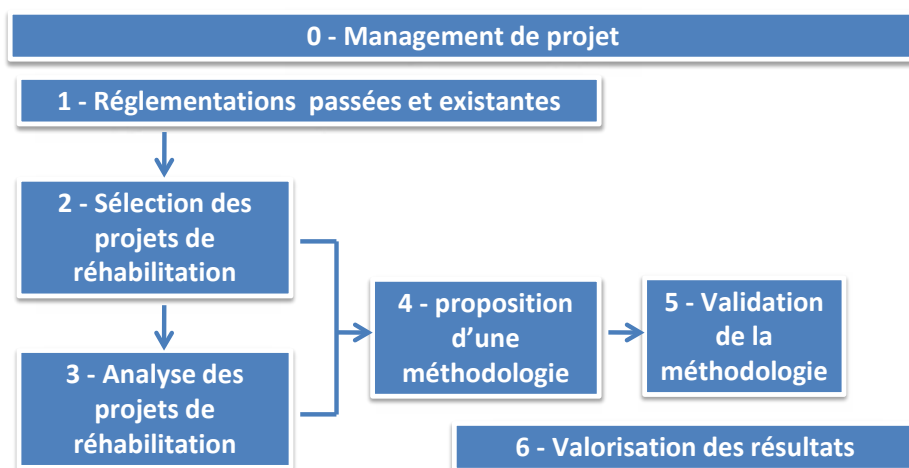 0 - Management de projet
1 - Réglementations passées et existantes
2 - Sélection des
projets de
réhabilitation
3 - Analyse des
projets de
réhabilitation
4 - proposition
d’une
méthodologie
5 - Validation
de la
méthodologie
6 - Valorisation des résultats